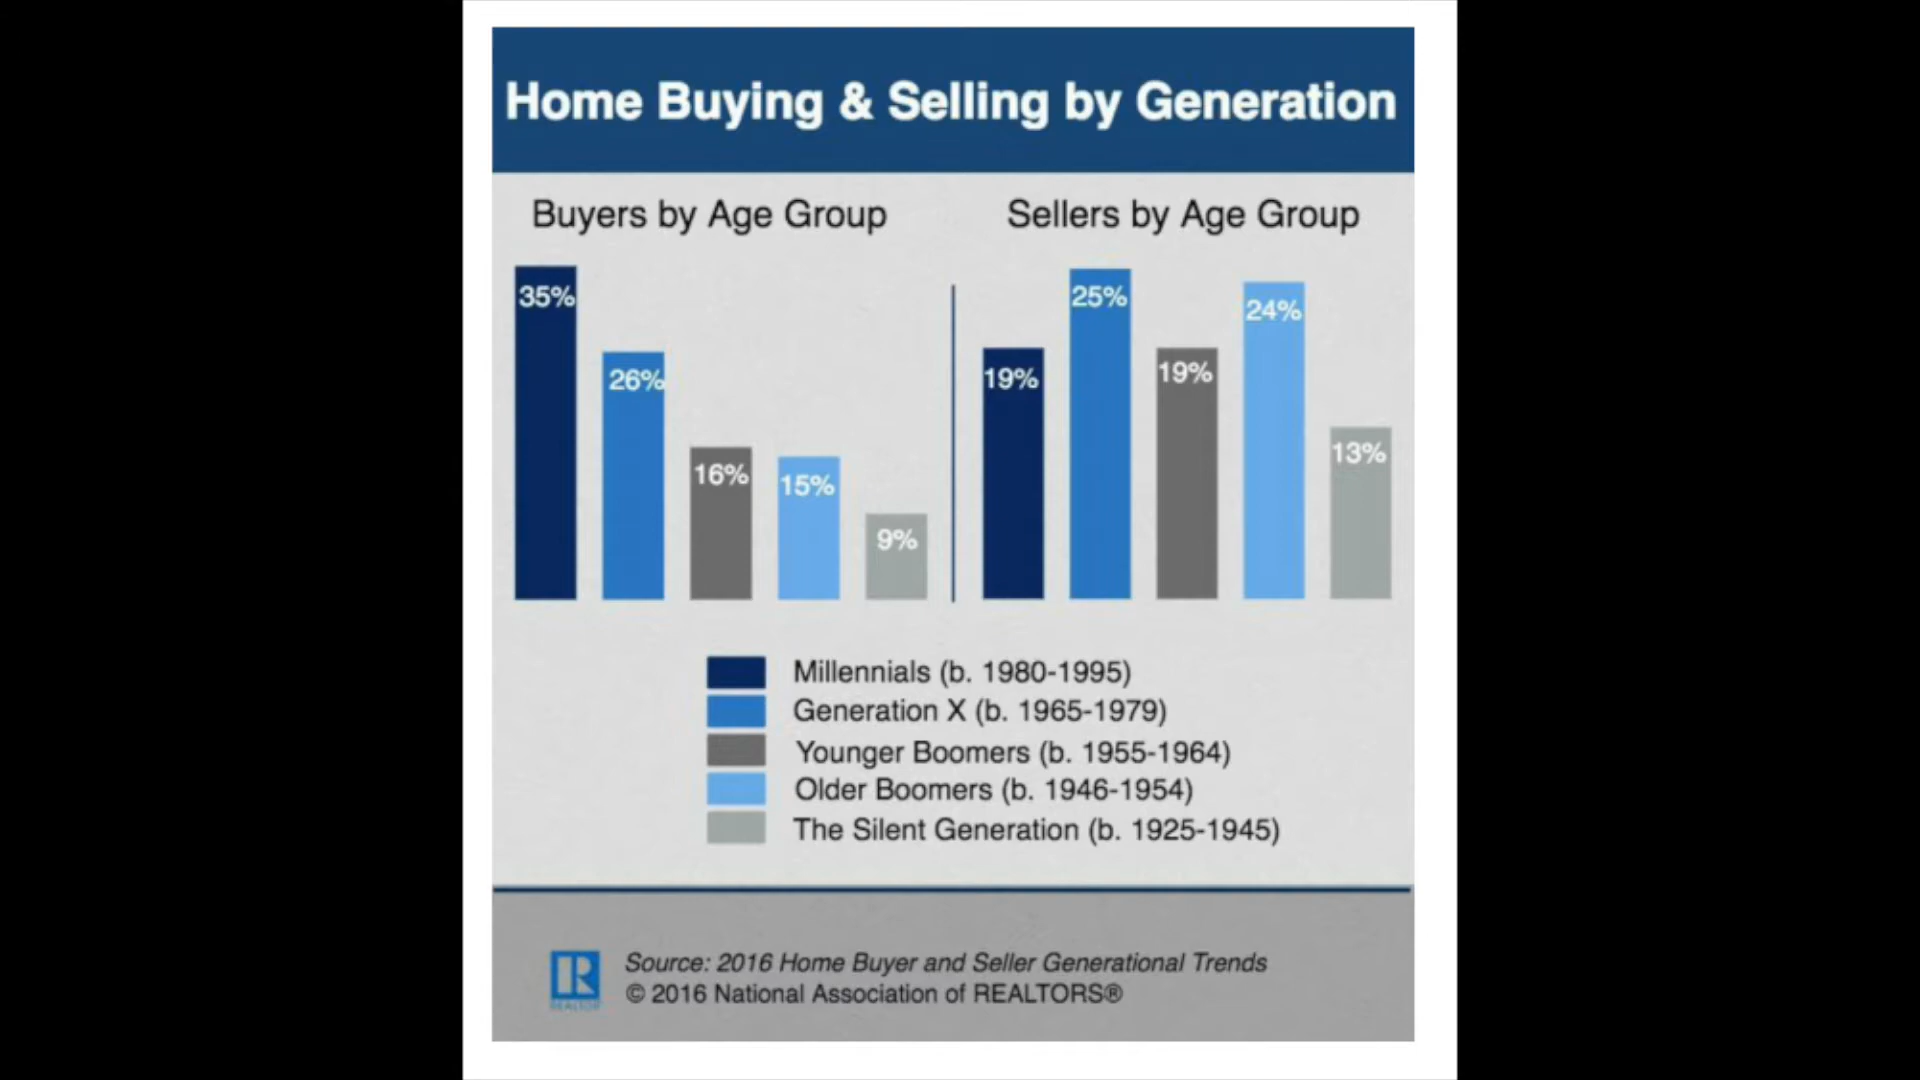 Home Buying & Selling by Generation
Buyers by Age Group
35%
26%
16%
15%
9%
Sellers by Age Group
19%
25%
19%
24%
13%
Millennials (b. 1980-1995)
Generation X (b. 1965-1979)
Younger Boomers (b. 1955-1964)
Older Boomers (b. 1946-1954)
The Silent Generation (b. 1925-1945)
R
REALTOR
Source: 2016 Home Buyer and Seller Generational Trends
© 2016 National Association of REALTORS®